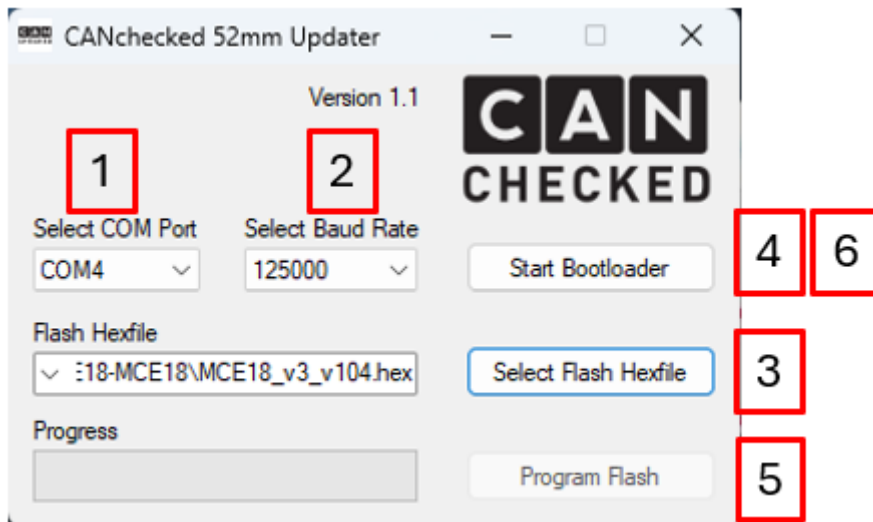 CANchecked 52mm Updater
Version 1.1
CAN
CHECKED
1
2
Select COM Port
Select Baud Rate
COM4
125000
Start Bootloader
4
6
Flash Hexfile
E18-MCE18\MCE18_v3_v104.hex
Select Flash Hexfile
3
Progress
Program Flash
5